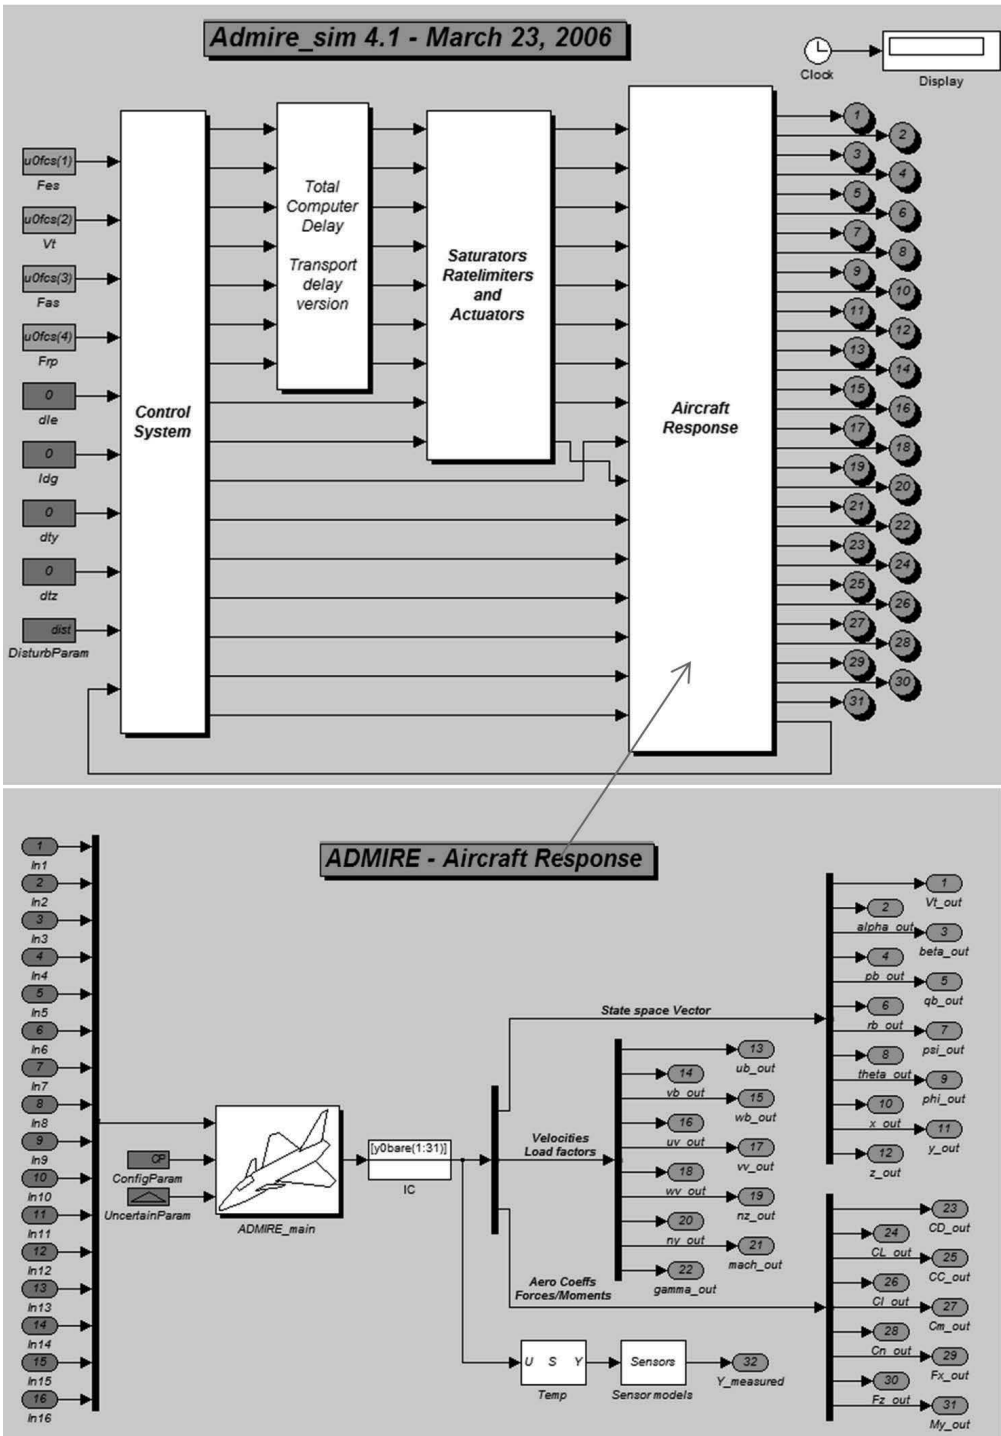 Admire_sim 4.1 - March 23, 2006
Clock
Display
u0fcs(1)
Fes
u0fcs(2)
Vt
u0fcs(3)
Fas
u0fcs(4)
Frp
0
dle
0
ldg
0
dty
0
dtz
dist
DisturbParam
Control
System
Total
Computer
Delay
Transport
delay
version
Saturators
Ratelimiters
and
Actuators
Aircraft
Response
1
2
3
4
5
6
7
8
9
10
11
12
13
14
15
16
17
18
19
20
21
22
23
24
25
26
27
28
29
30
31
ADMIRE - Aircraft Response
1
In1
2
In2
3
In3
4
In4
5
In5
6
In6
7
In7
8
In8
9
In9
10
In10
11
In11
12
In12
13
In13
14
In14
15
In15
16
In16
CP
ConfigParam
UncertainParam
ADMIRE_main
[y0bare(1:31)]
IC
State space Vector
Velocities
Load factors
Aero Coeffs
Forces/Moments
U S Y
Temp
Sensors
Sensor models
32
Y_measured
13
ub_out
14
vb_out
15
wb_out
16
uv_out
17
vv_out
18
wv_out
19
nz_out
20
ny_out
21
mach_out
22
gamma_out
1
Vt_out
2
alpha_out
3
beta_out
4
pb_out
5
qb_out
6
rb_out
7
psi_out
8
theta_out
9
phi_out
10
x_out
11
y_out
12
z_out
23
CD_out
24
CL_out
25
CC_out
26
Cl_out
27
Cm_out
28
Cn_out
29
Fx_out
30
Fz_out
31
My_out